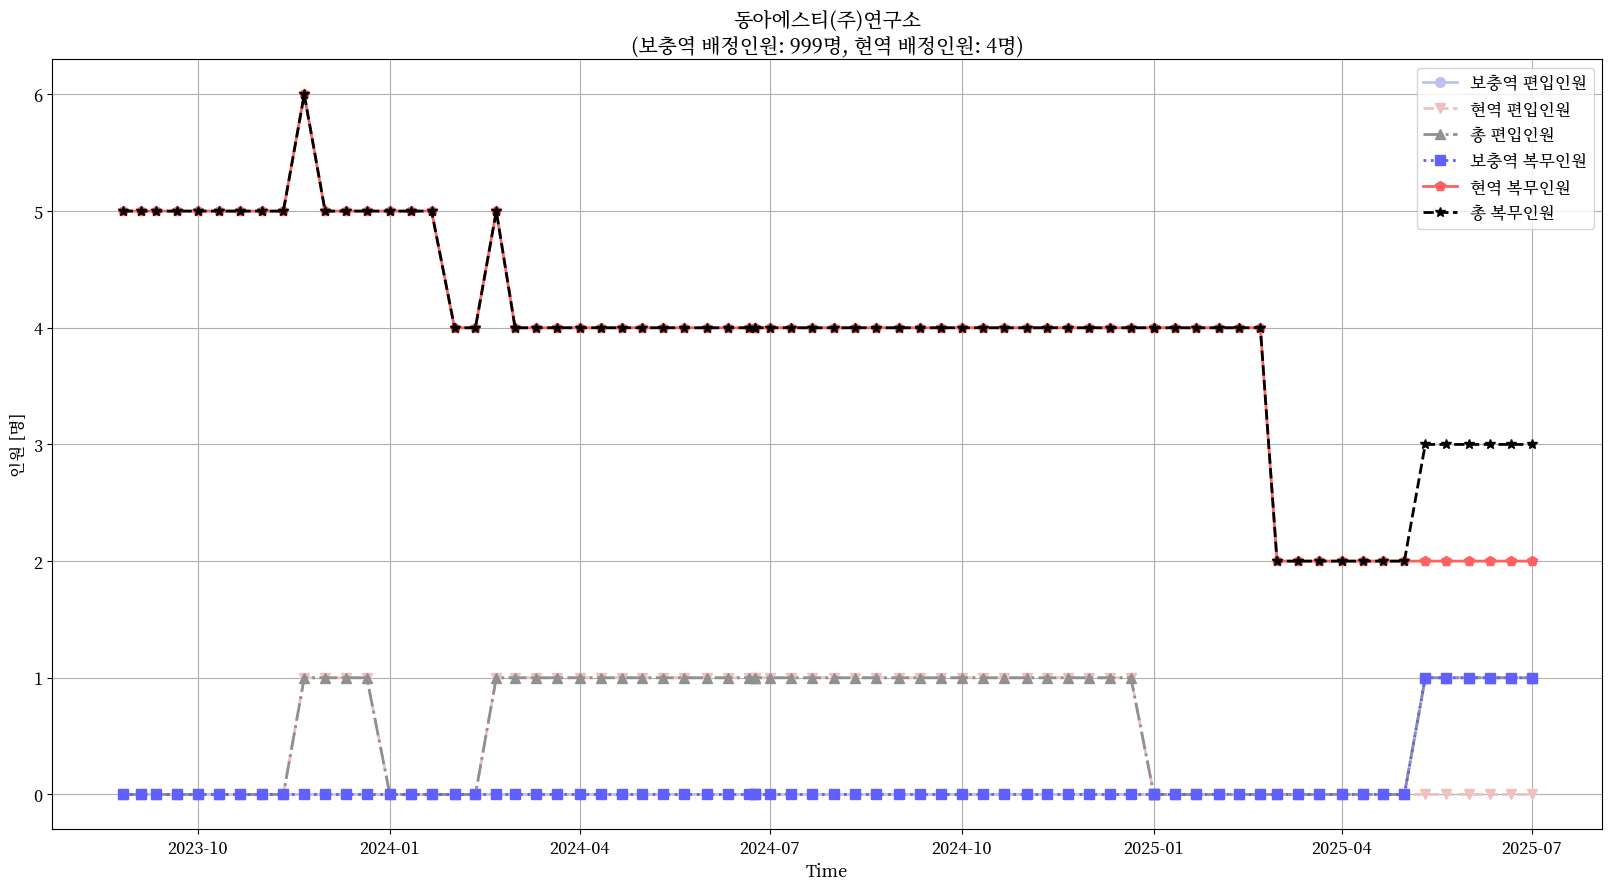 동아에스티(주)연구소
(보충역 배정인원: 999명, 현역 배정인원: 4명)
보충역 편입인원
현역 편입인원
총 편입인원
보충역 복무인원
현역 복무인원
총 복무인원
인원 [명]
6
5
4
3
2
1
0
2023-10
2024-01
2024-04
2024-07
2024-10
2025-01
2025-04
2025-07
Time